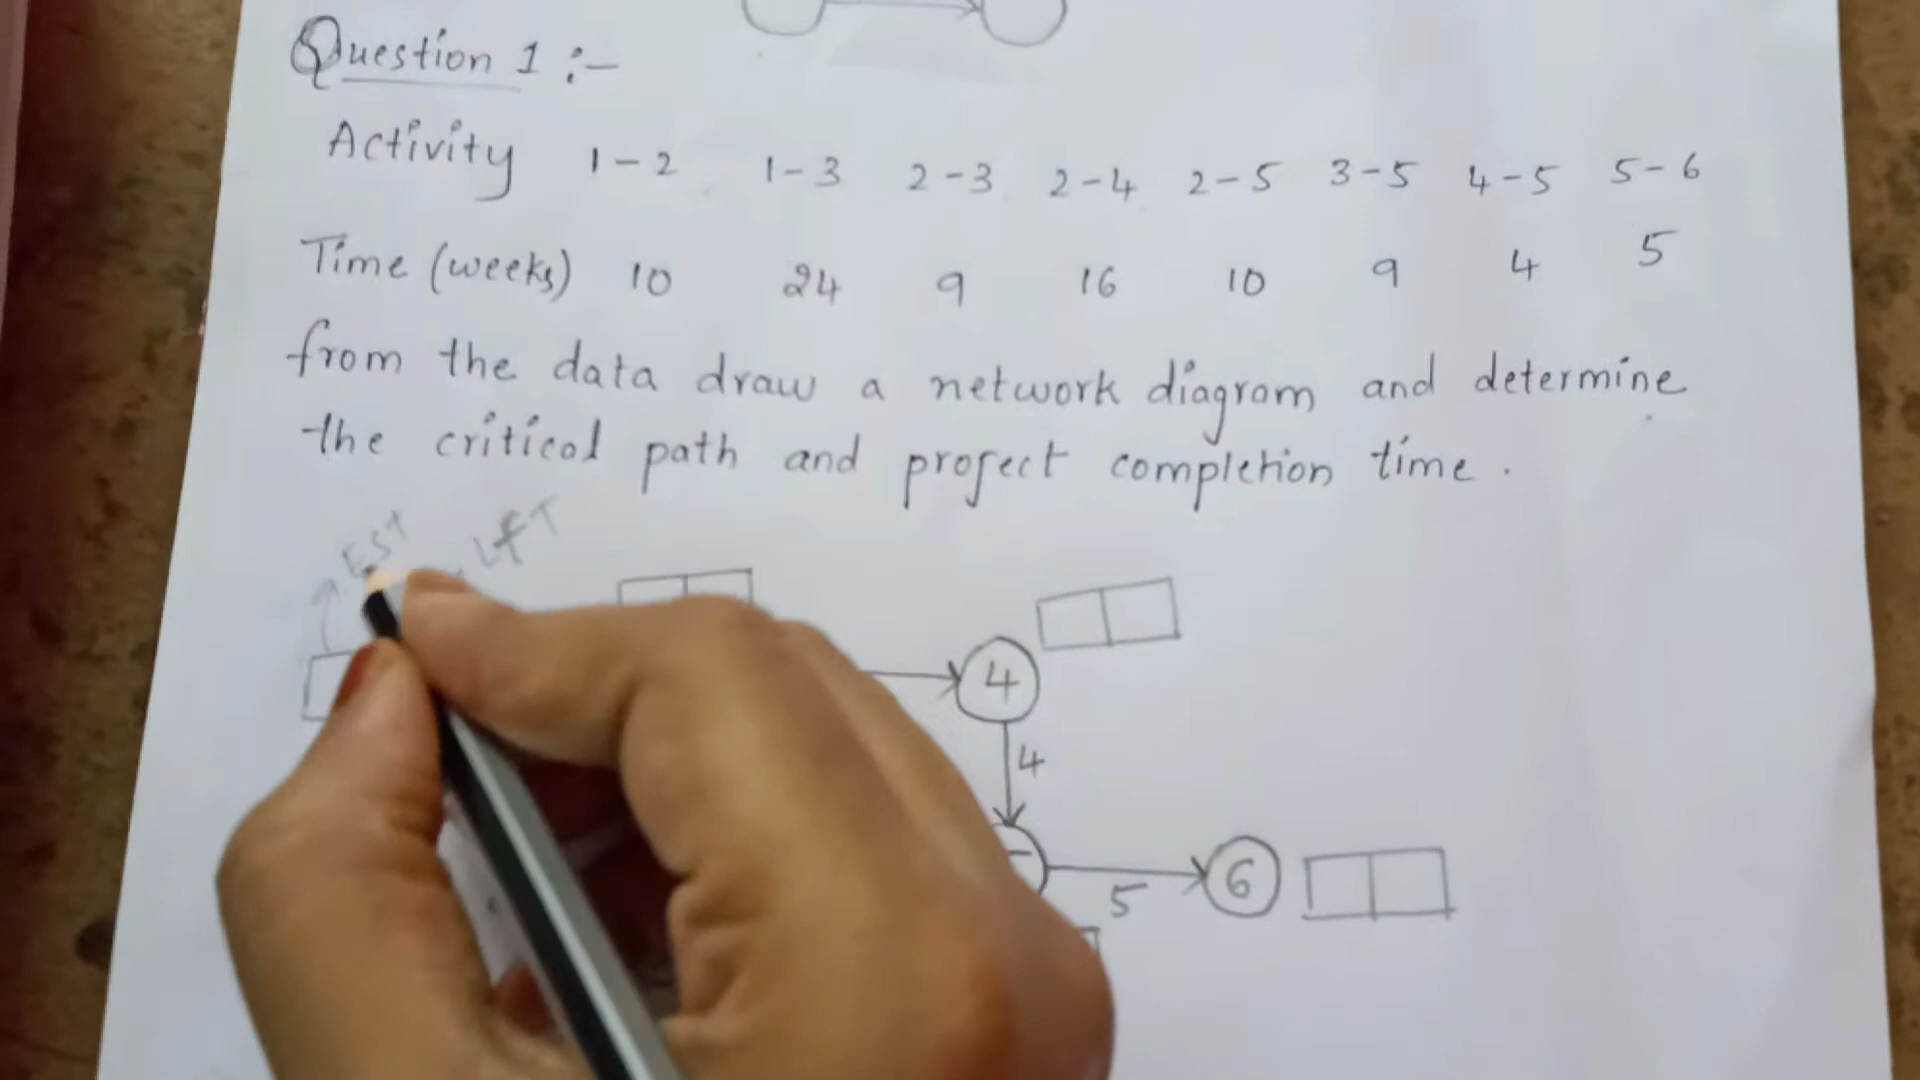 Question 1 :-
Activity 1-2 1-3 2-3 2-4 2-5 3-5 4-5 5-6
Time (weeks) 10 24 9 16 10 9 4 5
from the data draw a network diagram and determine
the critical path and project completion time.
EST LFT
4
4
5
6